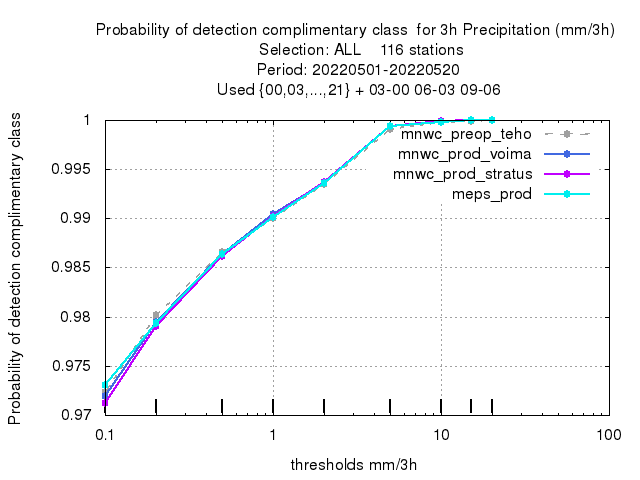 Probability of detection complimentary class  for 3h Precipitation (mm/3h)
Selection: ALL    116 stations
Period: 20220501-20220520
Used {00,03,...,21} + 03-00 06-03 09-06
Probability of detection complimentary class
1
0.995
0.99
0.985
0.98
0.975
0.97
mnwc_preop_teho
mnwc_prod_voima
mnwc_prod_stratus
meps_prod
0.1 1 10 100
thresholds mm/3h